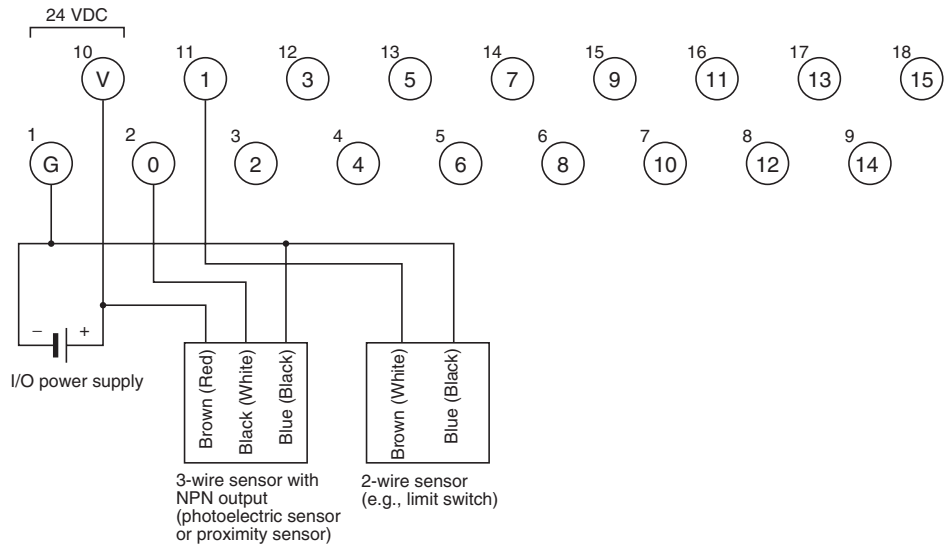 24 VDC
10 11 12 13 14 15 16 17 18
V 1 3 5 7 9 11 13 15
1 2 3 4 5 6 7 8 9
G 0 2 4 6 8 10 12 14
− +
I/O power supply
Brown (Red)
Black (White)
Blue (Black)
Brown (White)
Blue (Black)
3-wire sensor with
NPN output
(photoelectric sensor
or proximity sensor)
2-wire sensor
(e.g., limit switch)